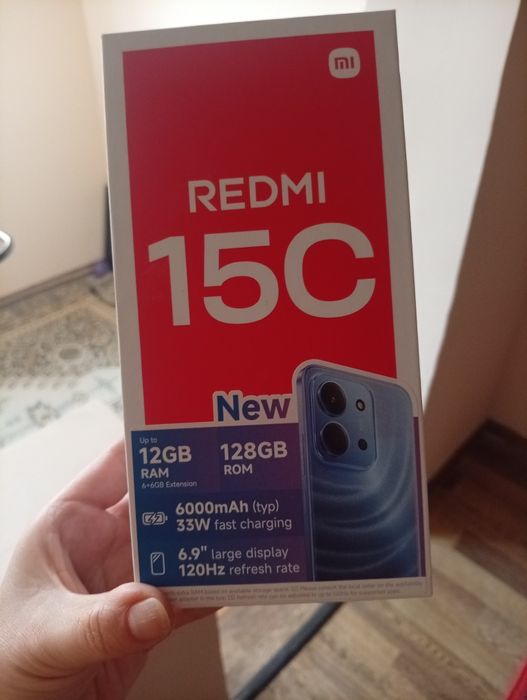 mi
REDMI
15C
New
Up to
12GB
RAM
6+6GB Extension
128GB
ROM
6000mAh (typ)
33W fast charging
6.9" large display
120Hz refresh rate